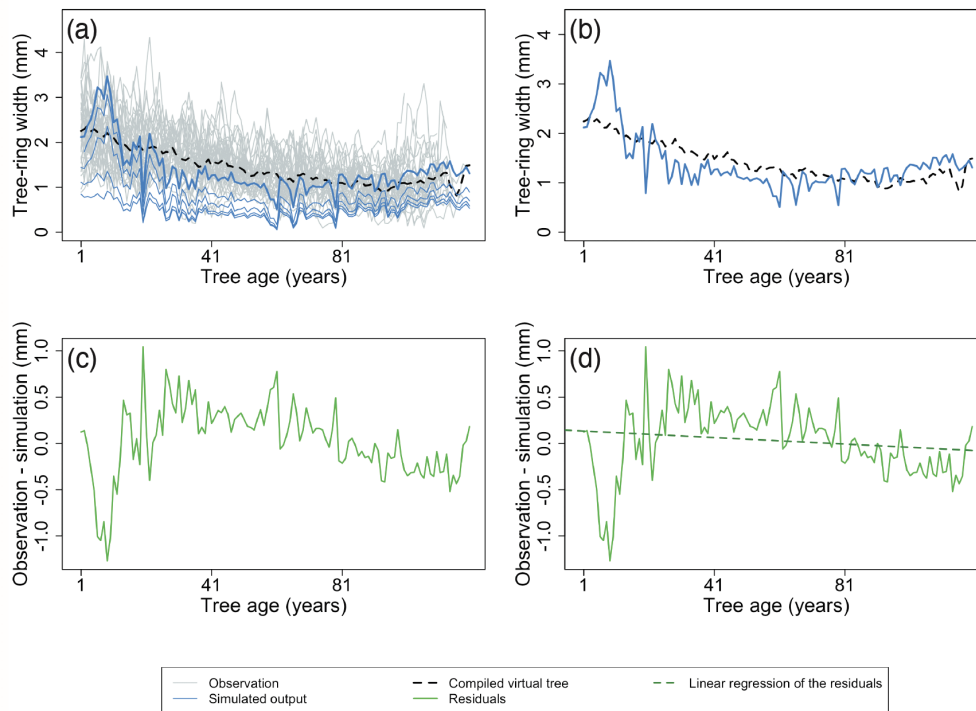 (a)
Tree-ring width (mm)
4
3
2
1
0
1
41
81
Tree age (years)
(b)
Tree-ring width (mm)
4
3
2
1
0
1
41
81
Tree age (years)
(c)
Observation - simulation (mm)
1.0
0.5
0.0
-0.5
-1.0
1
41
81
Tree age (years)
(d)
Observation - simulation (mm)
1.0
0.5
0.0
-0.5
-1.0
1
41
81
Tree age (years)
Observation
Simulated output
Compiled virtual tree
Residuals
Linear regression of the residuals